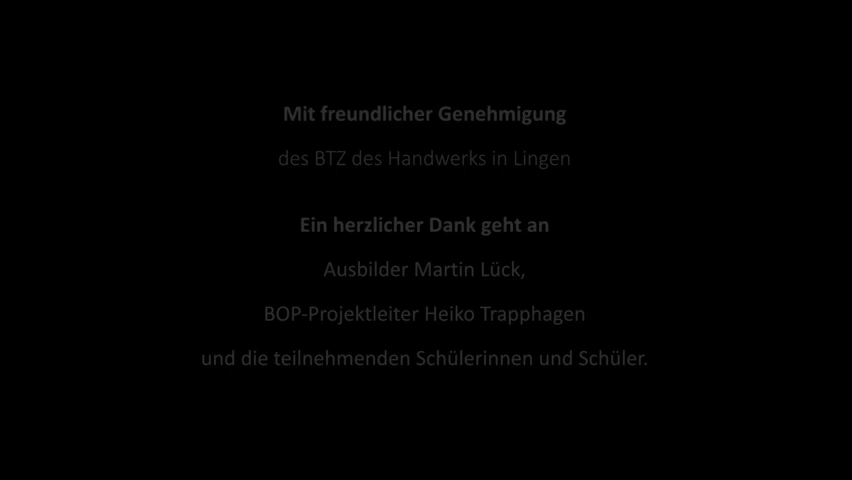 Mit freundlicher Genehmigung
des BTZ des Handwerks in Lingen
Ein herzlicher Dank geht an
Ausbilder Martin Lück,
BOP-Projektleiter Heiko Trapphagen
und die teilnehmenden Schülerinnen und Schüler.